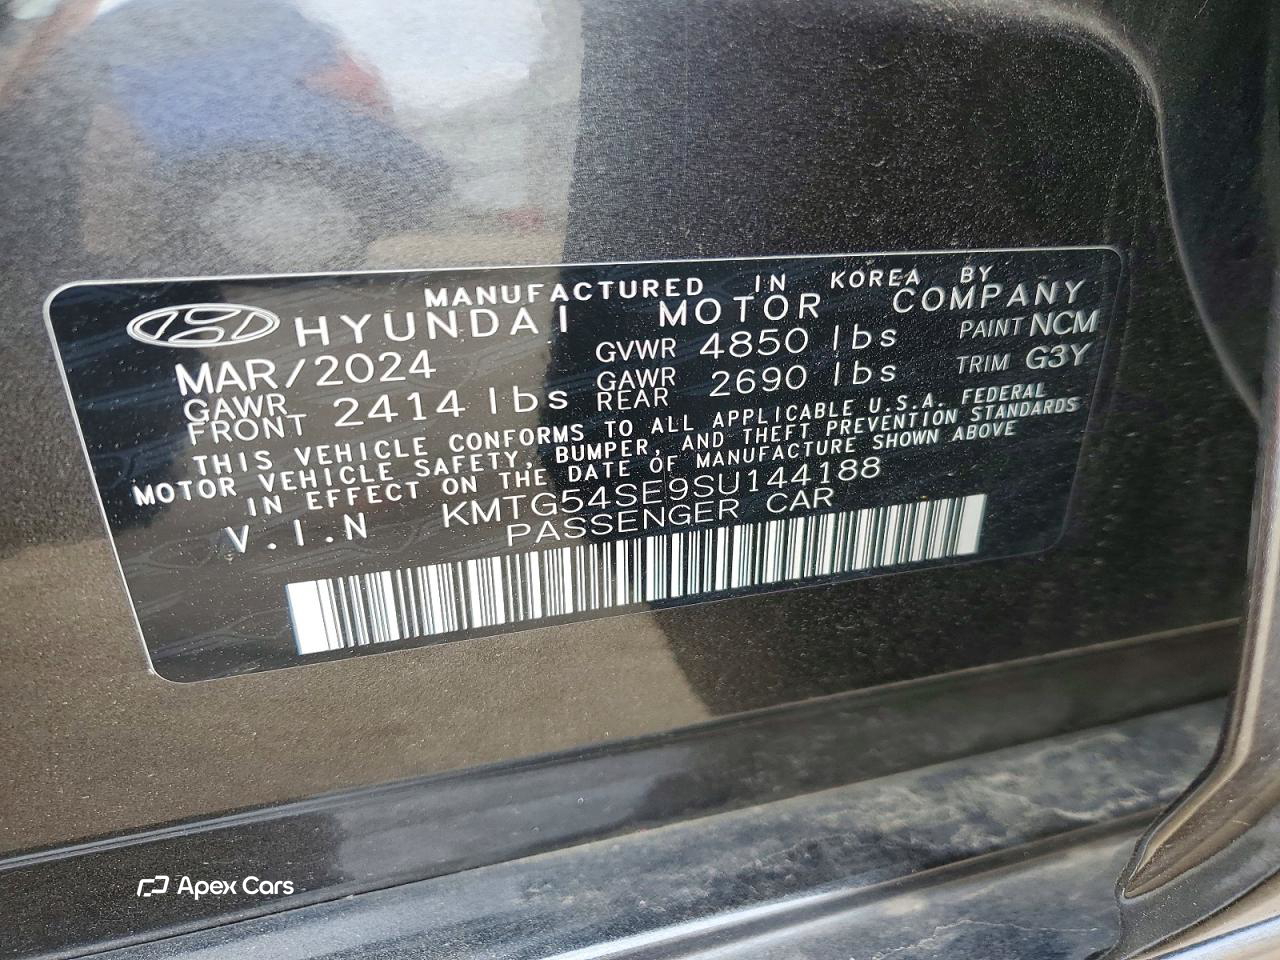 MANUFACTURED IN KOREA BY
HYUNDAI MOTOR COMPANY
MAR/2024 GVWR 4850 lbs PAINT NCM
GAWR FRONT 2414 lbs GAWR REAR 2690 lbs TRIM G3Y
THIS VEHICLE CONFORMS TO ALL APPLICABLE U.S.A. FEDERAL
MOTOR VEHICLE SAFETY, BUMPER, AND THEFT PREVENTION STANDARDS
IN EFFECT ON THE DATE OF MANUFACTURE SHOWN ABOVE
V.I.N KMTG54SE9SU144188
PASSENGER CAR
Apex Cars